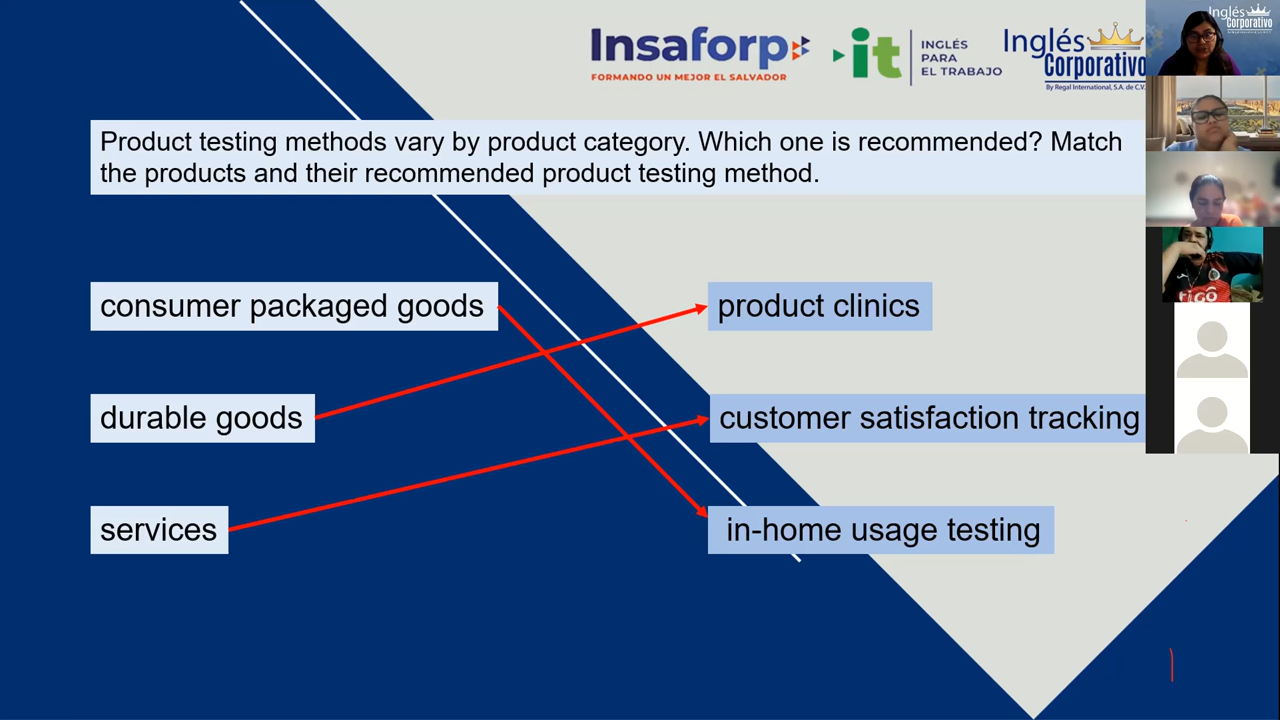 Insaforp
FORMANDO UN MEJOR EL SALVADOR
it
INGLÉS
PARA
EL TRABAJO
Inglés
Corporativo
By Regal International, S.A. de C.V.
Inglés
Corporativo
Product testing methods vary by product category. Which one is recommended? Match
the products and their recommended product testing method.
consumer packaged goods
product clinics
durable goods
customer satisfaction tracking
services
in-home usage testing
TIGO